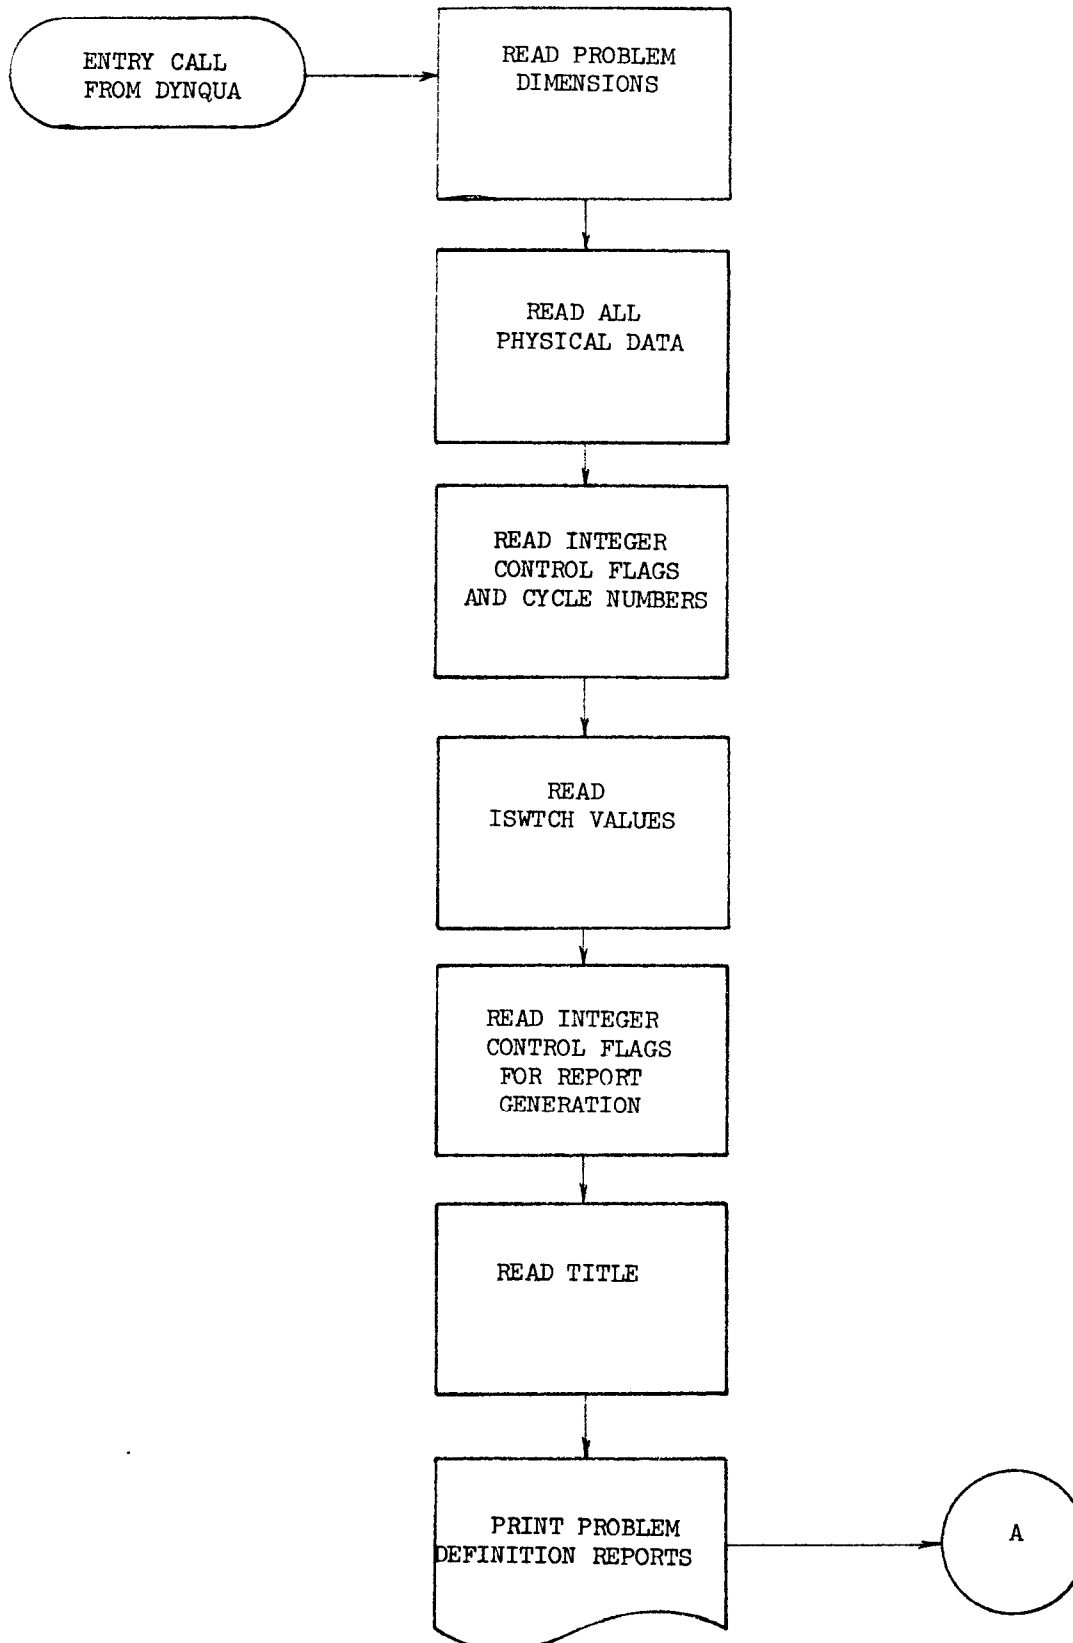 ENTRY CALL
FROM DYNQUA
READ PROBLEM
DIMENSIONS
READ ALL
PHYSICAL DATA
READ INTEGER
CONTROL FLAGS
AND CYCLE NUMBERS
READ
ISWTCH VALUES
READ INTEGER
CONTROL FLAGS
FOR REPORT
GENERATION
READ TITLE
PRINT PROBLEM
DEFINITION REPORTS
A